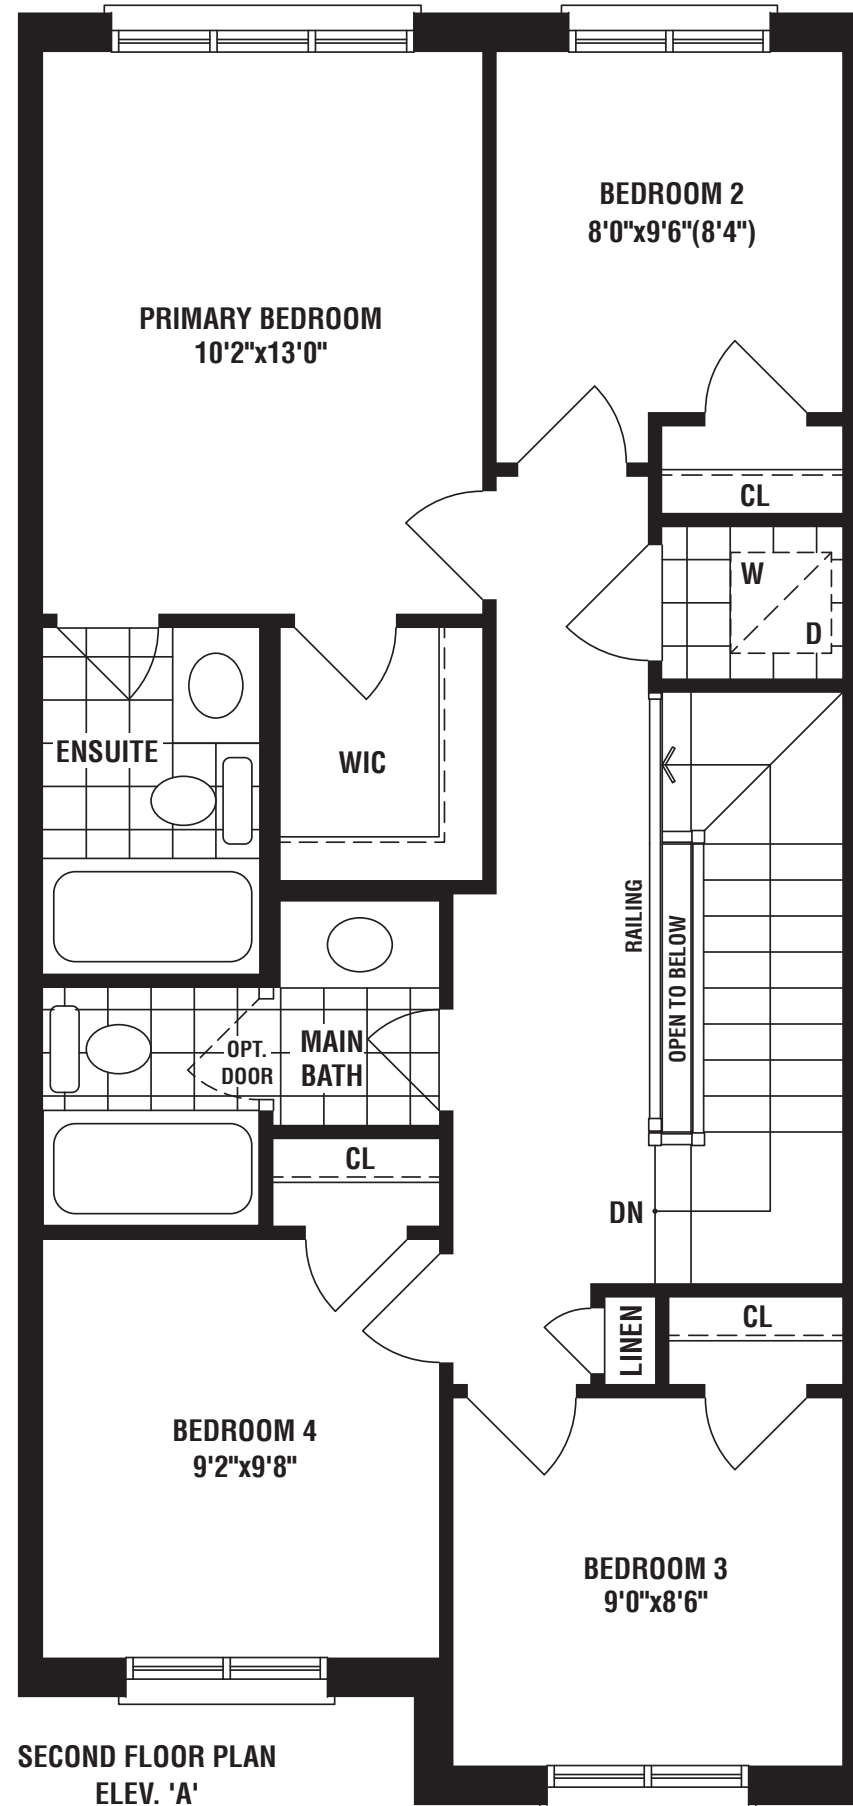 BEDROOM 2
8'0"x9'6"(8'4")
PRIMARY BEDROOM
10'2"x13'0"
CL
W
D
ENSUITE
WIC
RAILING
OPEN TO BELOW
OPT.
DOOR
MAIN
BATH
CL
DN
LINEN
CL
BEDROOM 4
9'2"x9'8"
BEDROOM 3
9'0"x8'6"
SECOND FLOOR PLAN
ELEV. 'A'